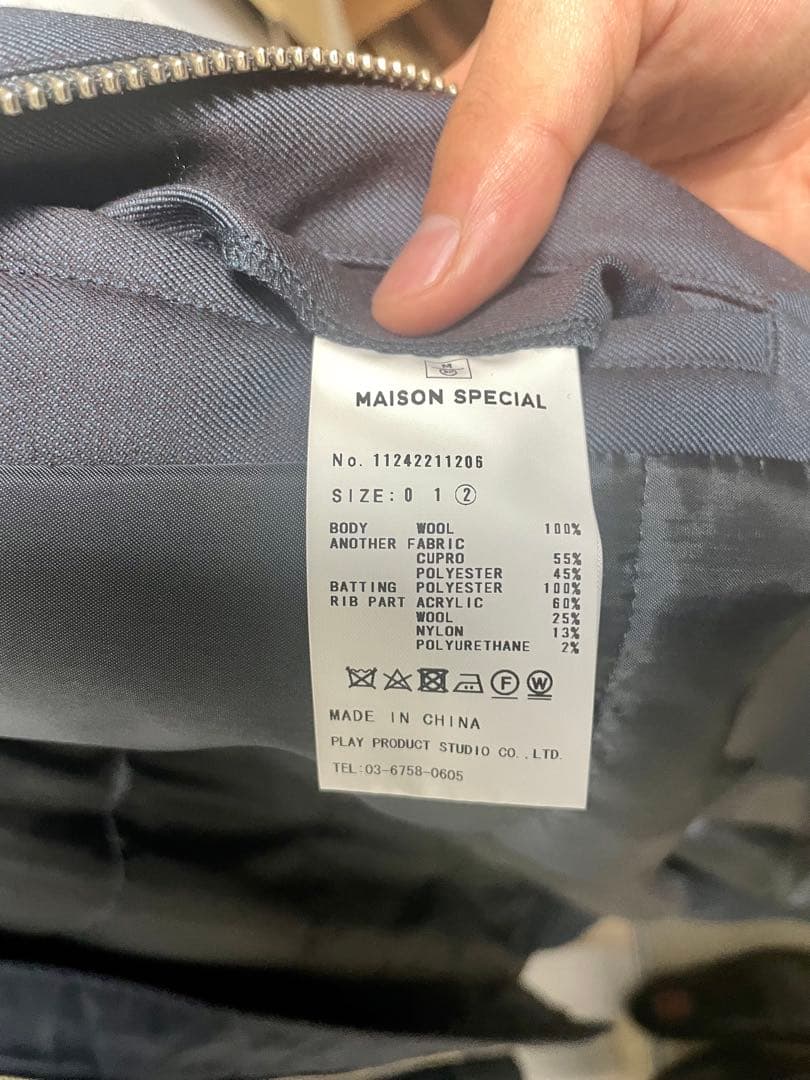 MAISON SPECIAL
No. 11242211206
SIZE: 0 1 ②
BODY WOOL 100%
ANOTHER FABRIC
CUPRO 55%
POLYESTER 45%
BATTING POLYESTER 100%
RIB PART ACRYLIC 60%
WOOL 25%
NYLON 13%
POLYURETHANE 2%
F W
MADE IN CHINA
PLAY PRODUCT STUDIO CO.,LTD.
TEL:03-6758-0605